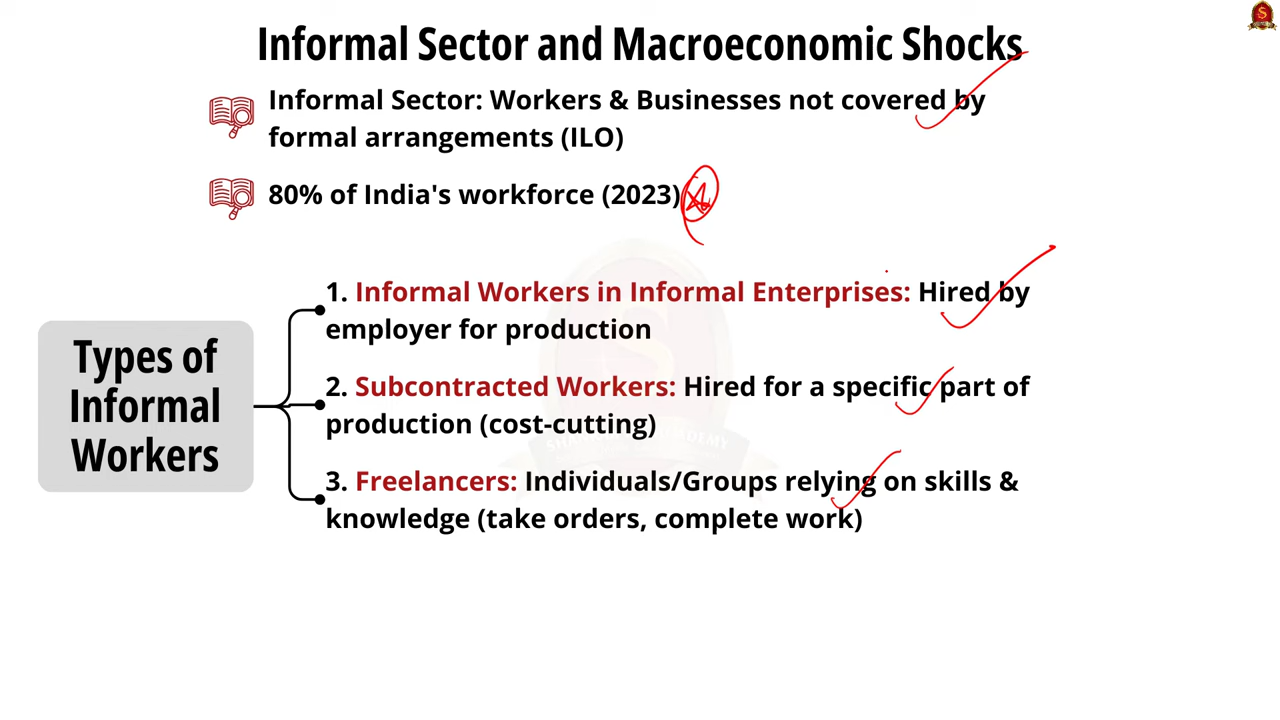 Informal Sector and Macroeconomic Shocks
Informal Sector: Workers & Businesses not covered by
formal arrangements (ILO)
80% of India's workforce (2023)
1. Informal Workers in Informal Enterprises: Hired by
employer for production
Types of
Informal
Workers
2. Subcontracted Workers: Hired for a specific part of
production (cost-cutting)
3. Freelancers: Individuals/Groups relying on skills &
knowledge (take orders, complete work)